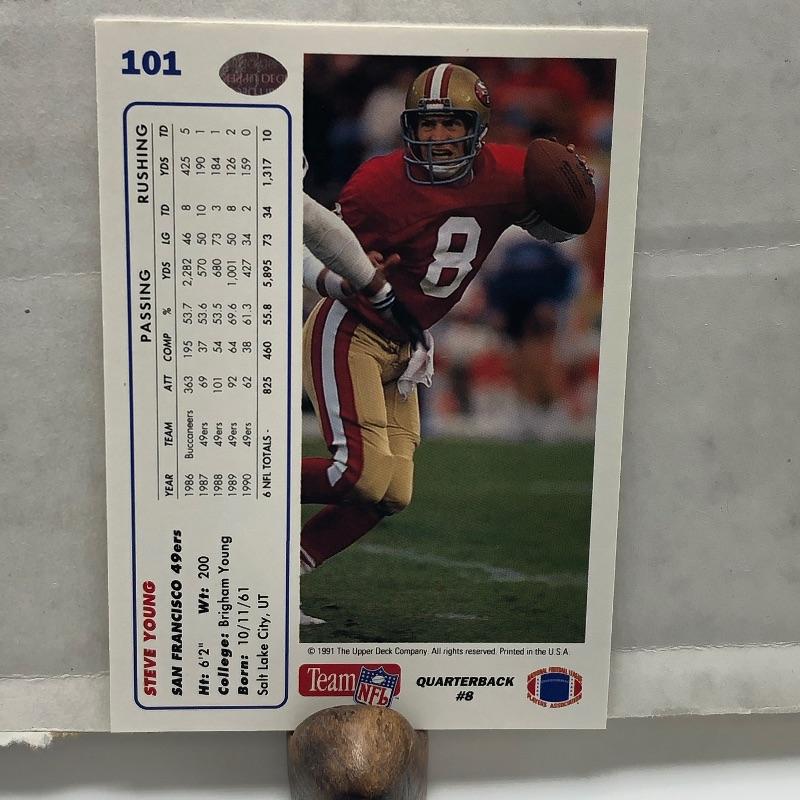 101
STEVE YOUNG
SAN FRANCISCO 49ers
Ht: 6'2" Wt: 200
College: Brigham Young
Born: 10/11/61
Salt Lake City, UT
PASSING RUSHING
YEAR TEAM ATT COMP % YDS LG TD YDS TD
1986 Buccaneers 363 195 53.7 2,282 46 8 425 5
1987 49ers 69 37 53.6 570 50 10 190 1
1988 49ers 101 54 53.5 680 73 3 184 1
1989 49ers 92 64 69.6 1,001 50 8 126 2
1990 49ers 62 38 61.3 427 34 2 159 0
6 NFL TOTALS - 825 460 55.8 5,895 73 34 1,317 10
8
© 1991 The Upper Deck Company. All rights reserved. Printed in the U.S.A.
Team NFL
QUARTERBACK
#8
NATIONAL FOOTBALL LEAGUE
PLAYERS ASSOCIATION